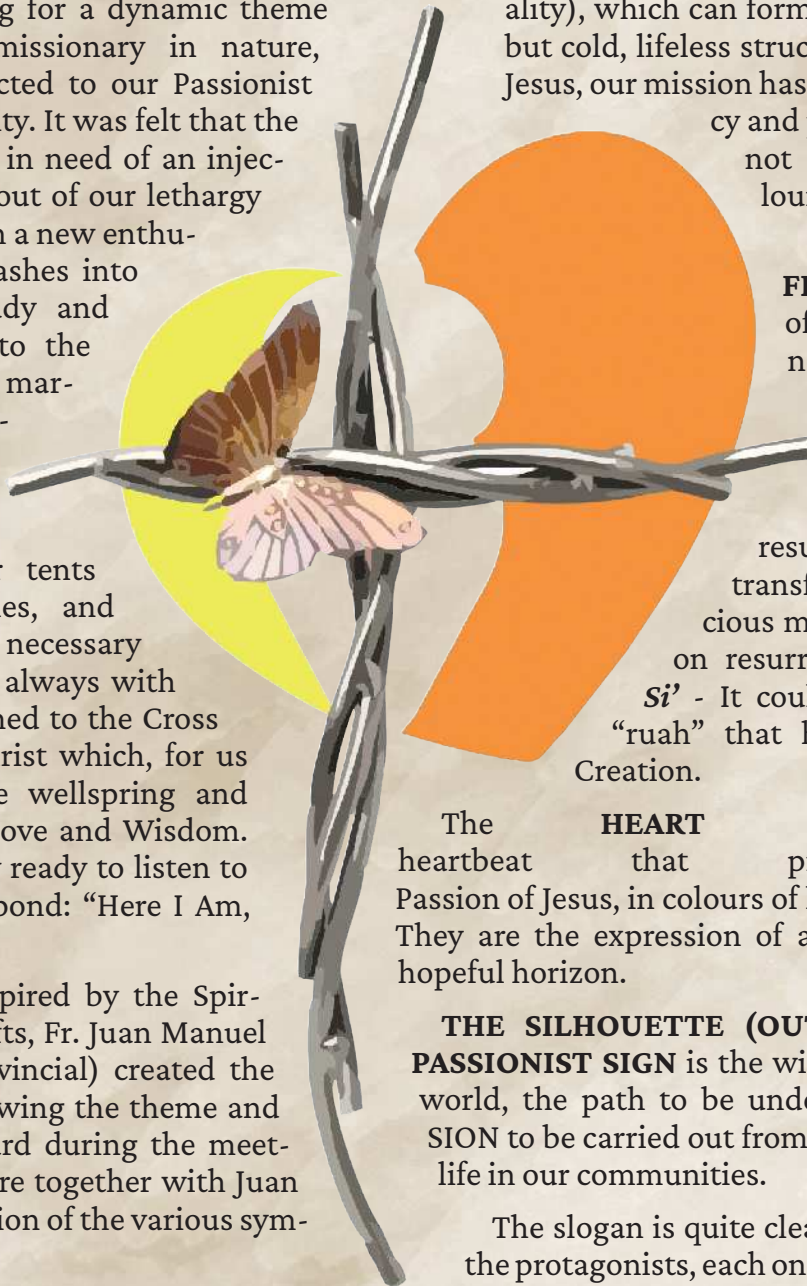 g for a dynamic theme
missionary in nature,
cted to our Passionist
ty. It was felt that the
in need of an injec-
out of our lethargy
a new enthu-
ashes into
dy and
to the
mar-
-
tents
es, and
necessary
always with
ned to the Cross
rist which, for us
e wellspring and
ove and Wisdom.
ready to listen to
pond: “Here I Am,
pired by the Spir-
fts, Fr. Juan Manuel
vincial) created the
wing the theme and
rd during the meet-
re together with Juan
ion of the various sym-
ality), which can form
but cold, lifeless struc
Jesus, our mission has
cy and
not
lou
of
n
resu
transf
cious m
on resurr
Si’ - It coul
“ruah” that
Creation.
The HEART
heartbeat that p
Passion of Jesus, in colours of
They are the expression of a
hopeful horizon.
THE SILHOUETTE (OUT
PASSIONIST SIGN is the wi
world, the path to be unde
SION to be carried out from
life in our communities.
The slogan is quite clea
the protagonists, each on